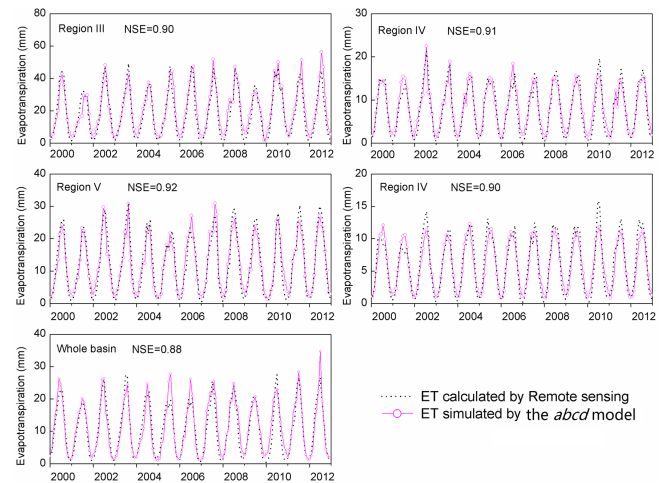 Region III NSE=0.90
Evapotranspiration (mm)
80
60
40
20
0
2000 2002 2004 2006 2008 2010 2012
Region IV NSE=0.91
Evapotranspiration (mm)
30
20
10
0
2000 2002 2004 2006 2008 2010 2012
Region V NSE=0.92
Evapotranspiration (mm)
40
30
20
10
0
2000 2002 2004 2006 2008 2010 2012
Region IV NSE=0.90
Evapotranspiration (mm)
20
15
10
5
0
2000 2002 2004 2006 2008 2010 2012
Whole basin NSE=0.88
Evapotranspiration (mm)
40
30
20
10
0
2000 2002 2004 2006 2008 2010 2012
ET calculated by Remote sensing
ET simulated by the abcd model